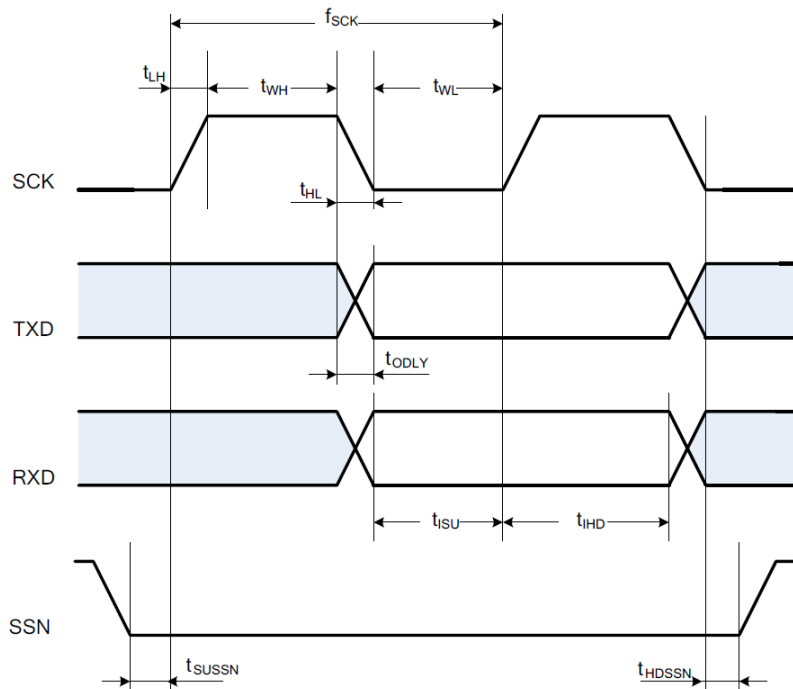 fSCK
tLH
tWH
tWL
SCK
tHL
TXD
tODLY
RXD
tISU
tIHD
SSN
tSUSSN
tHDSSN